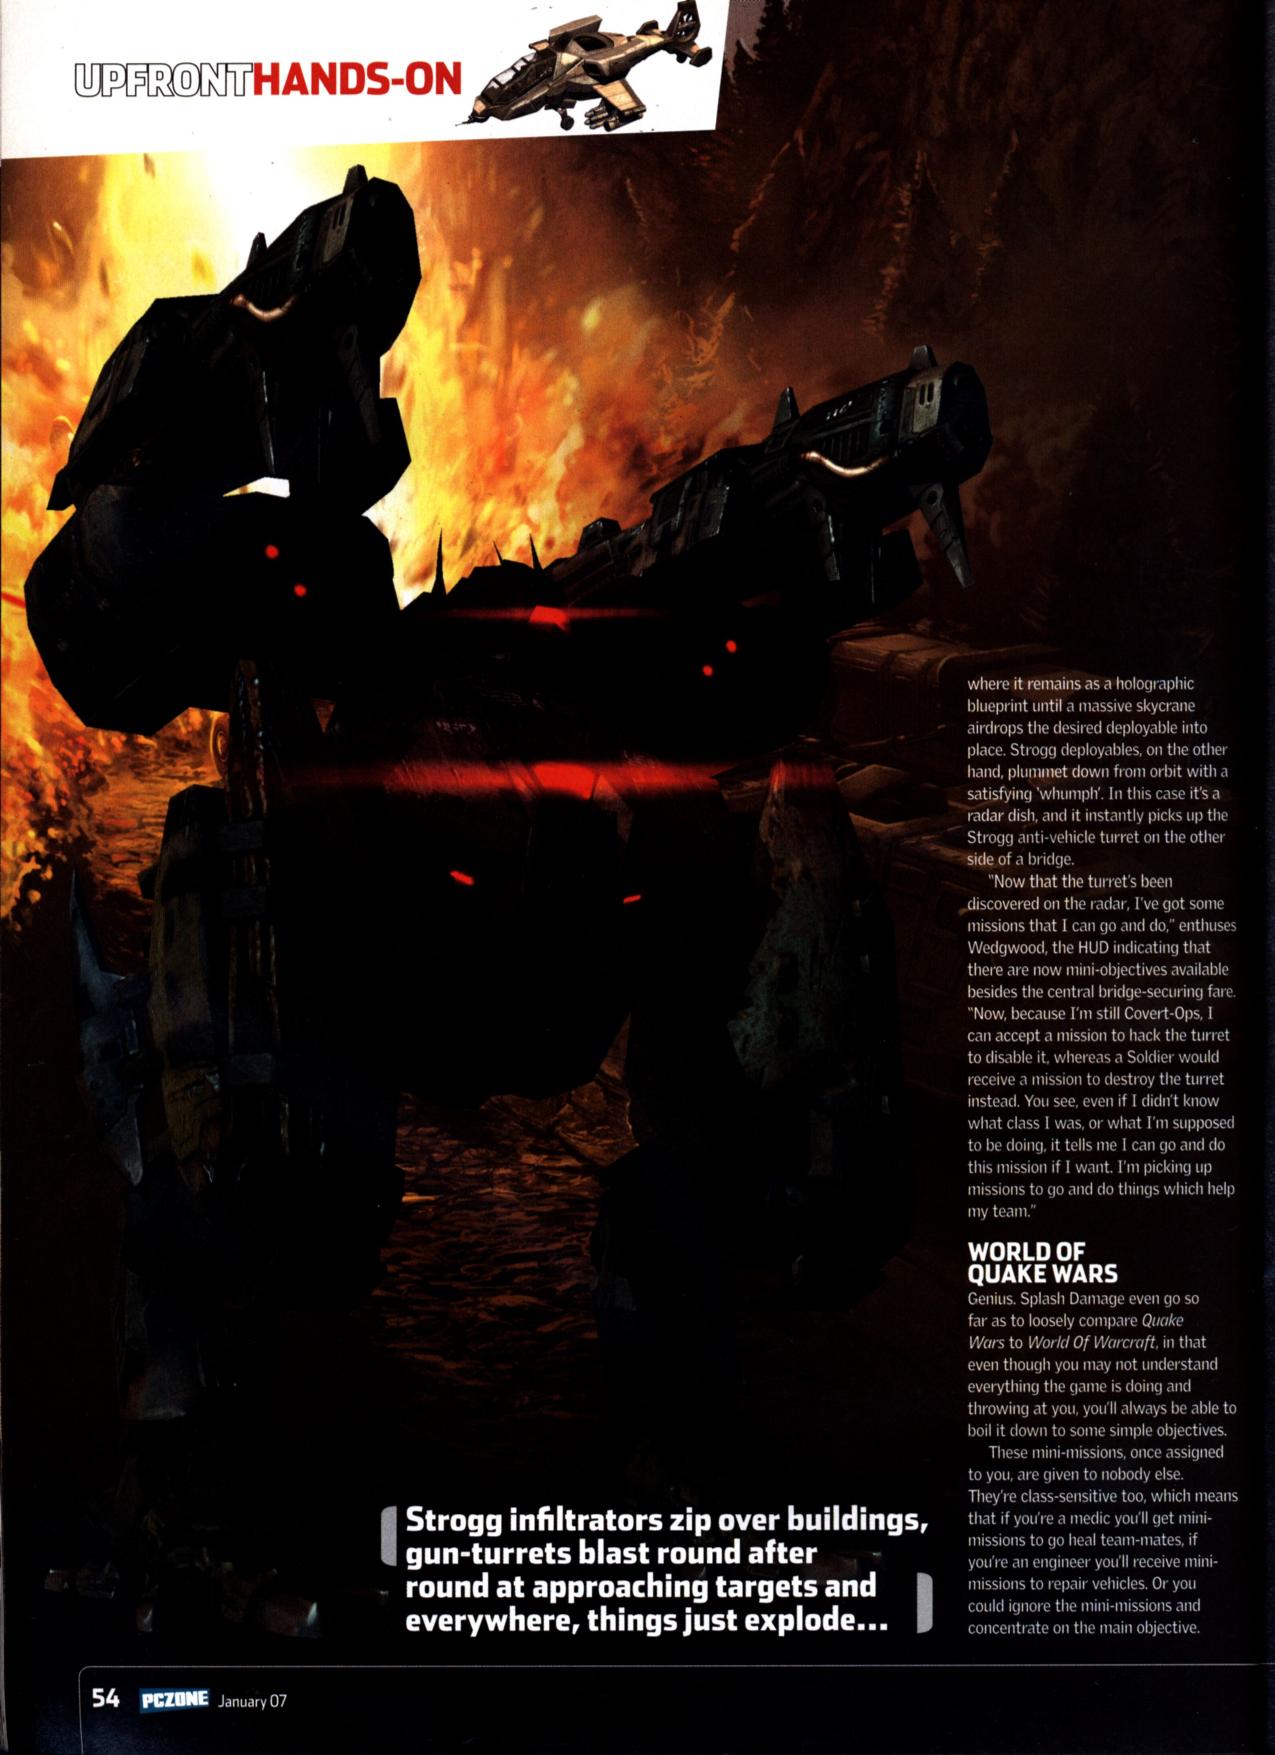 UPFRONTHANDS-ON
where it remains as a holographic
blueprint until a massive skycrane
airdrops the desired deployable into
place. Strogg deployables, on the other
hand, plummet down from orbit with a
satisfying 'whumph'. In this case it's a
radar dish, and it instantly picks up the
Strogg anti-vehicle turret on the other
side of a bridge.
"Now that the turret's been
discovered on the radar, I've got some
missions that I can go and do," enthuses
Wedgwood, the HUD indicating that
there are now mini-objectives available
besides the central bridge-securing fare.
"Now, because I'm still Covert-Ops, I
can accept a mission to hack the turret
to disable it, whereas a Soldier would
receive a mission to destroy the turret
instead. You see, even if I didn't know
what class I was, or what I'm supposed
to be doing, it tells me I can go and do
this mission if I want. I'm picking up
missions to go and do things which help
my team."
WORLD OF
QUAKE WARS
Genius. Splash Damage even go so
far as to loosely compare Quake
Wars to World Of Warcraft, in that
even though you may not understand
everything the game is doing and
throwing at you, you'll always be able to
boil it down to some simple objectives.
These mini-missions, once assigned
to you, are given to nobody else.
They're class-sensitive too, which means
that if you're a medic you'll get mini-
missions to go heal team-mates, if
you're an engineer you'll receive mini-
missions to repair vehicles. Or you
could ignore the mini-missions and
concentrate on the main objective.
Strogg infiltrators zip over buildings,
gun-turrets blast round after
round at approaching targets and
everywhere, things just explode...
54 PCZONE January 07